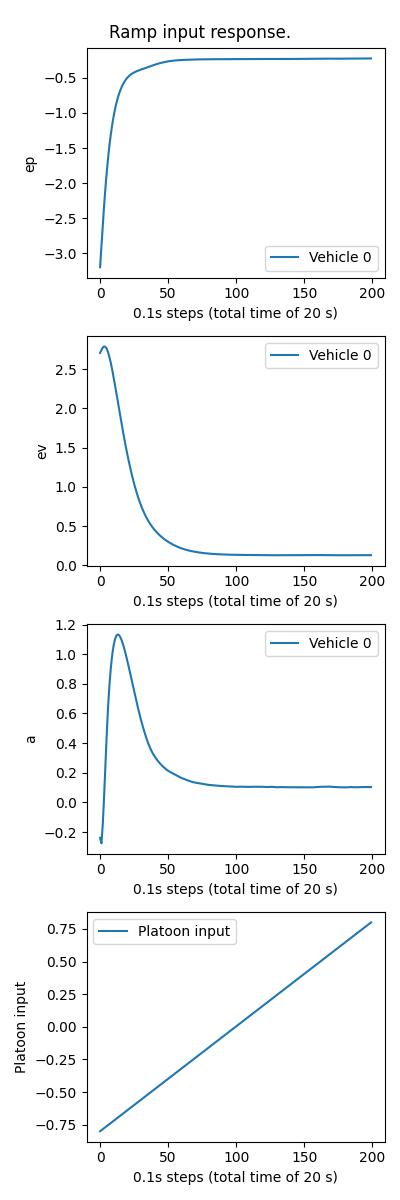 Ramp input response.
−0.5
−1.0
−1.5
−2.0
−2.5
−3.0
ep
Vehicle 0
0 50 100 150 200
0.1s steps (total time of 20 s)
2.5
2.0
1.5
1.0
0.5
0.0
ev
Vehicle 0
0 50 100 150 200
0.1s steps (total time of 20 s)
1.2
1.0
0.8
0.6
0.4
0.2
0.0
−0.2
a
Vehicle 0
0 50 100 150 200
0.1s steps (total time of 20 s)
0.75
0.50
0.25
0.00
−0.25
−0.50
−0.75
Platoon input
Platoon input
0 50 100 150 200
0.1s steps (total time of 20 s)